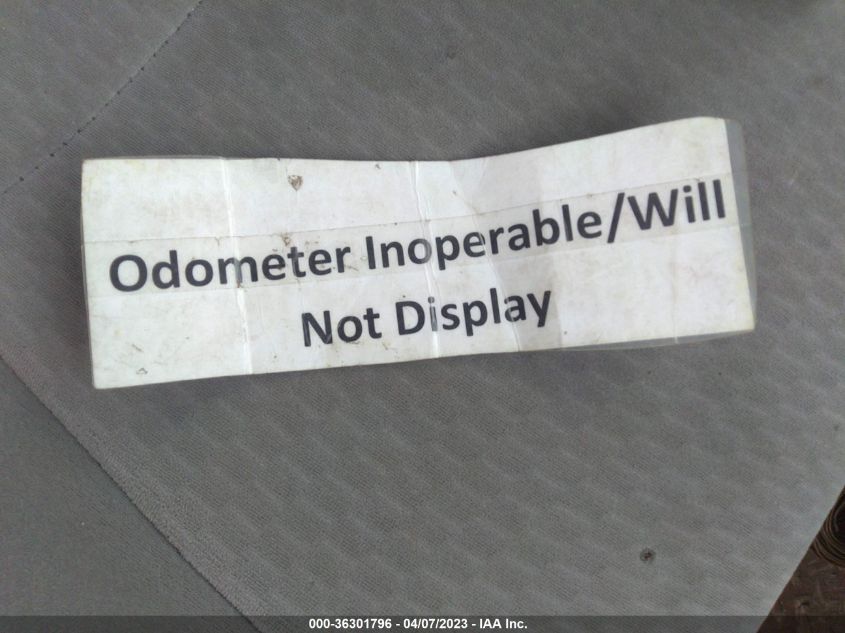 Odometer Inoperable/Will
Not Display
000-36301796 - 04/07/2023 - IAA Inc.